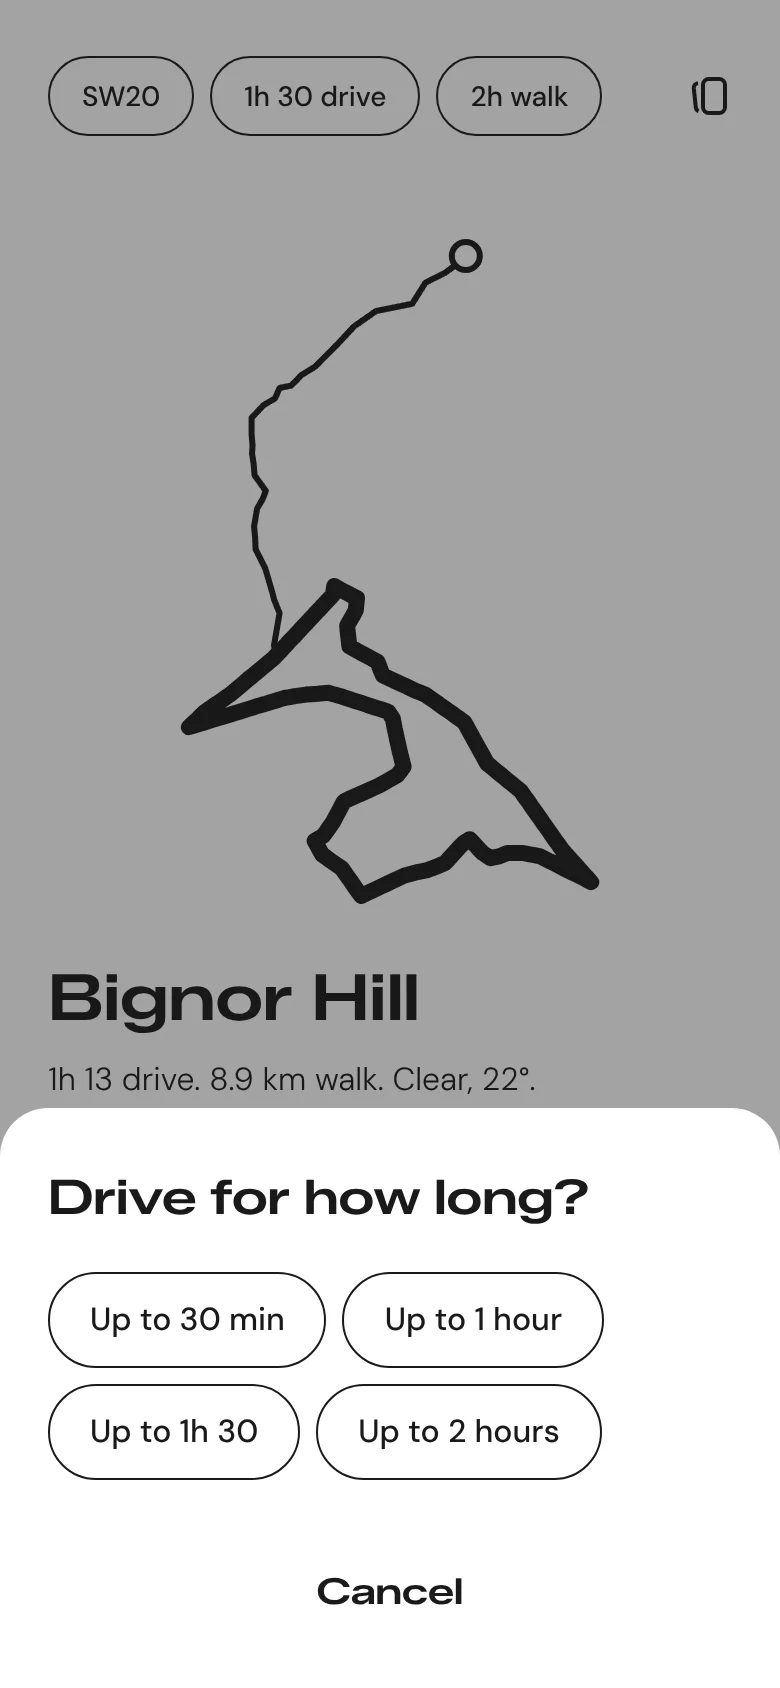 SW20 1h 30 drive 2h walk
Bignor Hill
1h 13 drive. 8.9 km walk. Clear, 22°.
Drive for how long?
Up to 30 min Up to 1 hour
Up to 1h 30 Up to 2 hours
Cancel